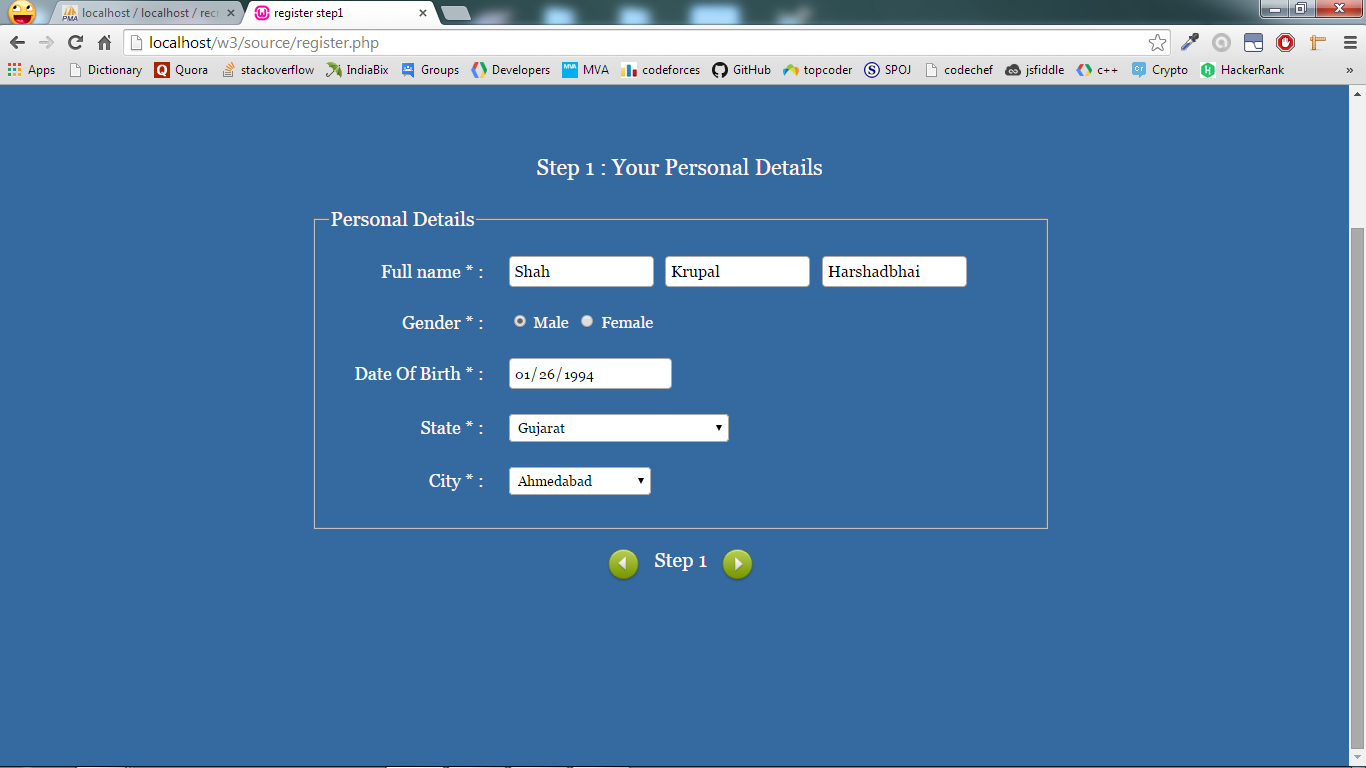 localhost / localhost / rec
register step1
localhost/w3/source/register.php
Apps Dictionary Quora stackoverflow IndiaBix Groups Developers MVA codeforces GitHub topcoder SPOJ codechef jsfiddle c++ Crypto HackerRank »
Step 1 : Your Personal Details
Personal Details
Full name * : Shah Krupal Harshadbhai
Gender * : Male Female
Date Of Birth * : 01/26/1994
State * : Gujarat
City * : Ahmedabad
Step 1